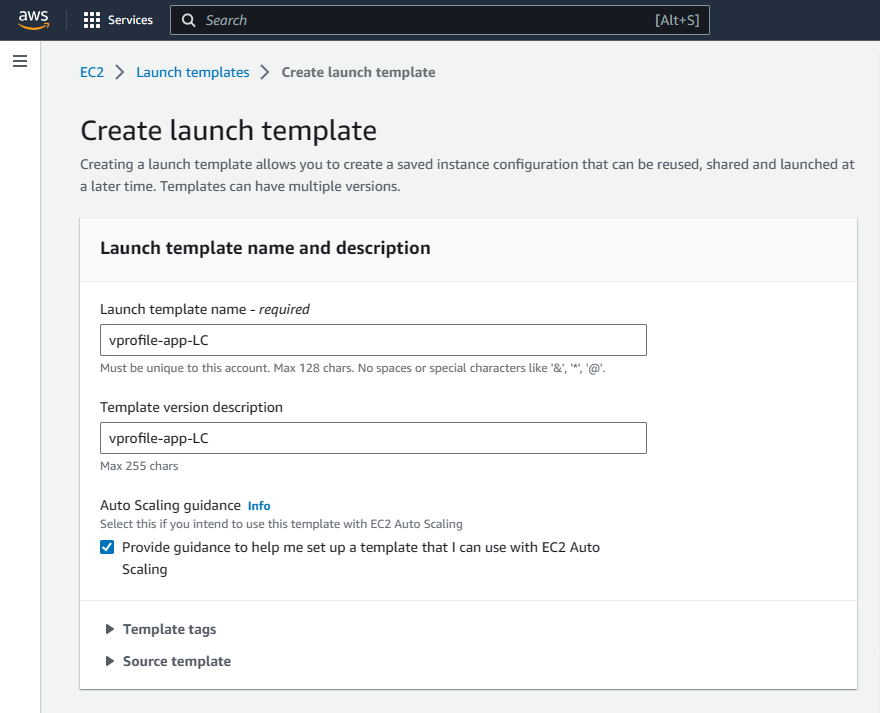 aws
Services
Search
[Alt+S]
EC2 > Launch templates > Create launch template
Create launch template
Creating a launch template allows you to create a saved instance configuration that can be reused, shared and launched at
a later time. Templates can have multiple versions.
Launch template name and description
Launch template name - required
vprofile-app-LC
Must be unique to this account. Max 128 chars. No spaces or special characters like '&', '*', '@'.
Template version description
vprofile-app-LC
Max 255 chars
Auto Scaling guidance Info
Select this if you intend to use this template with EC2 Auto Scaling
Provide guidance to help me set up a template that I can use with EC2 Auto
Scaling
Template tags
Source template